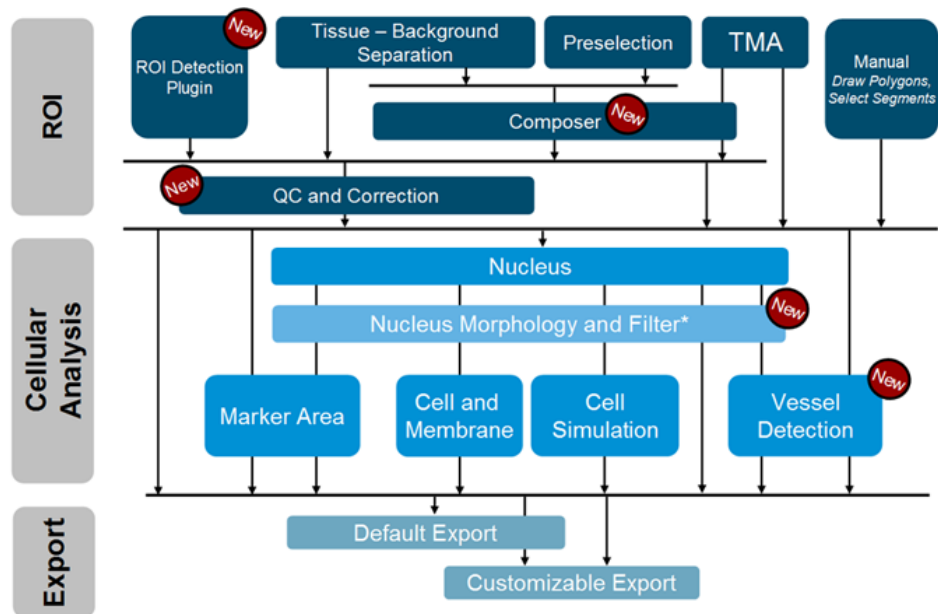 ROI
New
ROI Detection
Plugin
Tissue – Background
Separation
Preselection
TMA
Manual
Draw Polygons,
Select Segments
Composer
New
New
QC and Correction
Cellular
Analysis
Nucleus
Nucleus Morphology and Filter*
New
Marker Area
Cell and
Membrane
Cell
Simulation
Vessel
Detection
New
Export
Default Export
Customizable Export